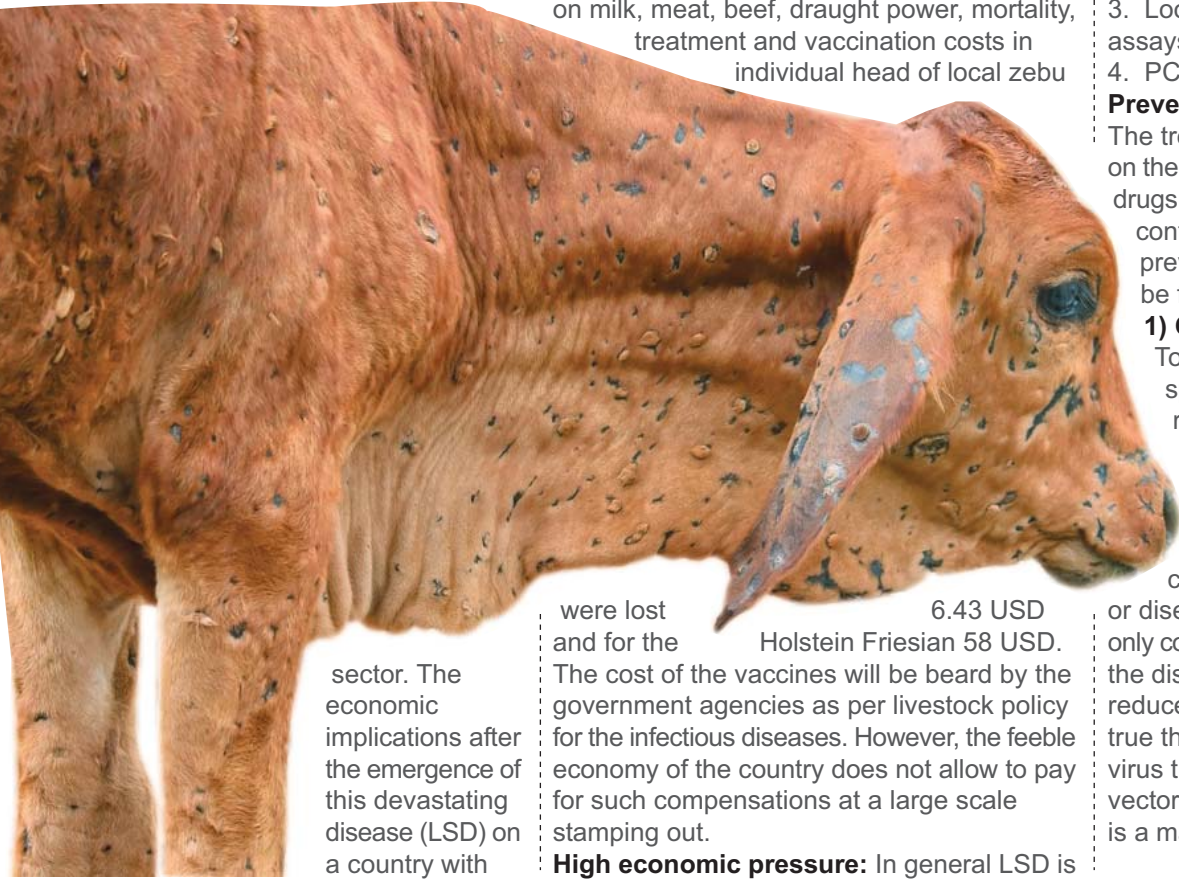 sector. The
economic
implications after
the emergence of
this devastating
disease (LSD) on
a country with
on milk, meat, beef, draught power, mortality,
treatment and vaccination costs in
individual head of local zebu
were lost 6.43 USD
and for the Holstein Friesian 58 USD.
The cost of the vaccines will be beard by the
government agencies as per livestock policy
for the infectious diseases. However, the feeble
economy of the country does not allow to pay
for such compensations at a large scale
stamping out.
High economic pressure: In general LSD is
3.
assays
4. PC
Preve
The tre
on the
drugs
con
pre
be
1)
To
s
r
c
or dise
only co
the dis
reduce
true th
virus t
vector
is a m